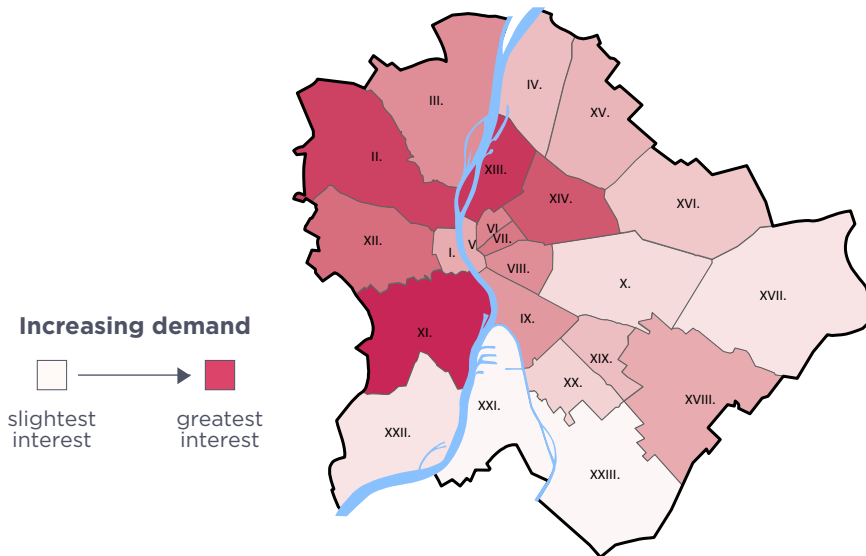 IV.
III.
XV.
II.
XIII.
XIV.
XVI.
VI
XII.
V
VII.
I.
VIII.
X.
XVII.
IX.
Increasing demand
XI.
XIX.
XX.
XVIII.
XXI.
slightest
interest
greatest
interest
XXII.
XXIII.